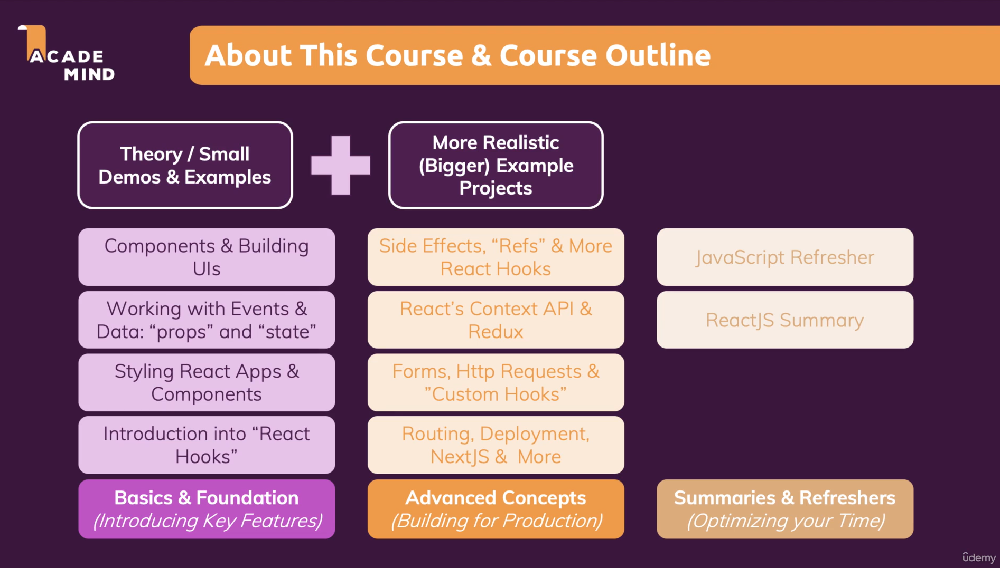 ACADE
MIND
About This Course & Course Outline
Theory / Small
Demos & Examples
More Realistic
(Bigger) Example
Projects
Components & Building
UIs
Working with Events &
Data: “props” and “state”
Styling React Apps &
Components
Introduction into “React
Hooks”
Basics & Foundation
(Introducing Key Features)
Side Effects, “Refs” & More
React Hooks
React’s Context API &
Redux
Forms, Http Requests &
”Custom Hooks”
Routing, Deployment,
NextJS &  More
Advanced Concepts
(Building for Production)
JavaScript Refresher
ReactJS Summary
Summaries & Refreshers
(Optimizing your Time)
ûdemy